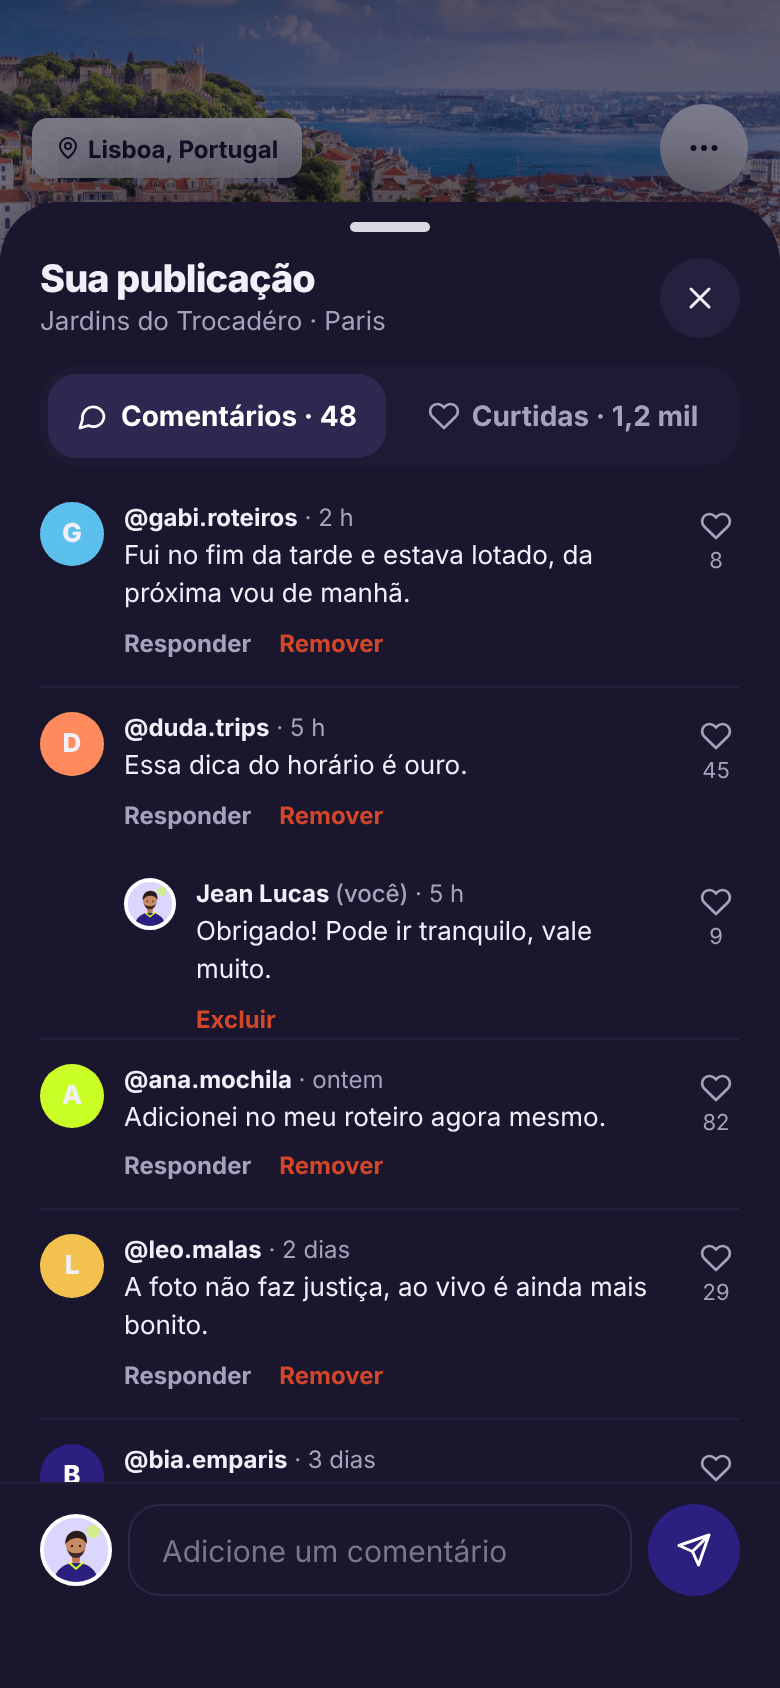 Lisboa, Portugal
Sua publicação
Jardins do Trocadéro · Paris
Comentários · 48
Curtidas · 1,2 mil
G
@gabi.roteiros · 2 h
Fui no fim da tarde e estava lotado, da
próxima vou de manhã.
8
Responder Remover
D
@duda.trips · 5 h
Essa dica do horário é ouro.
45
Responder Remover
Jean Lucas (você) · 5 h
Obrigado! Pode ir tranquilo, vale
muito.
9
Excluir
A
@ana.mochila · ontem
Adicionei no meu roteiro agora mesmo.
82
Responder Remover
L
@leo.malas · 2 dias
A foto não faz justiça, ao vivo é ainda mais
bonito.
29
Responder Remover
B
@bia.emparis · 3 dias
Adicione um comentário